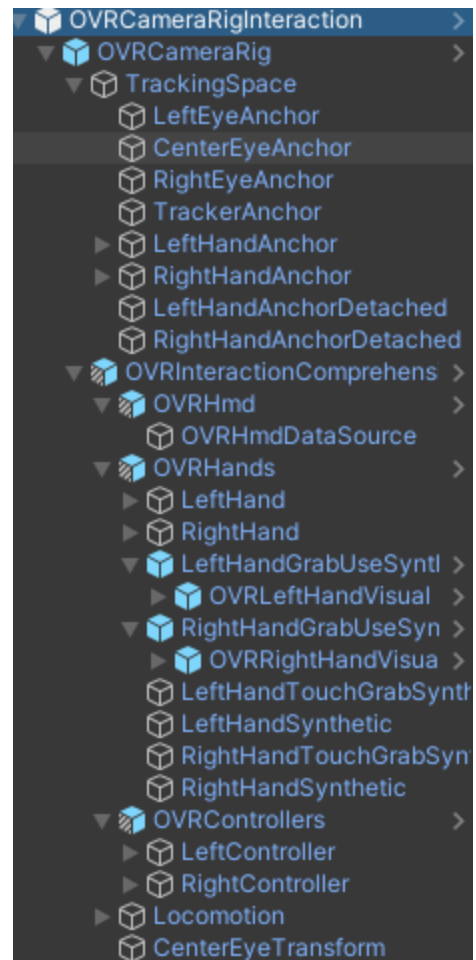 OVRCameraRigInteraction
OVRCameraRig
TrackingSpace
LeftEyeAnchor
CenterEyeAnchor
RightEyeAnchor
TrackerAnchor
LeftHandAnchor
RightHandAnchor
LeftHandAnchorDetached
RightHandAnchorDetached
OVRInteractionComprehens
OVRHmd
OVRHmdDataSource
OVRHands
LeftHand
RightHand
LeftHandGrabUseSyntl
OVRLeftHandVisual
RightHandGrabUseSyn
OVRRightHandVisua
LeftHandTouchGrabSynth
LeftHandSynthetic
RightHandTouchGrabSyn
RightHandSynthetic
OVRControllers
LeftController
RightController
Locomotion
CenterEyeTransform